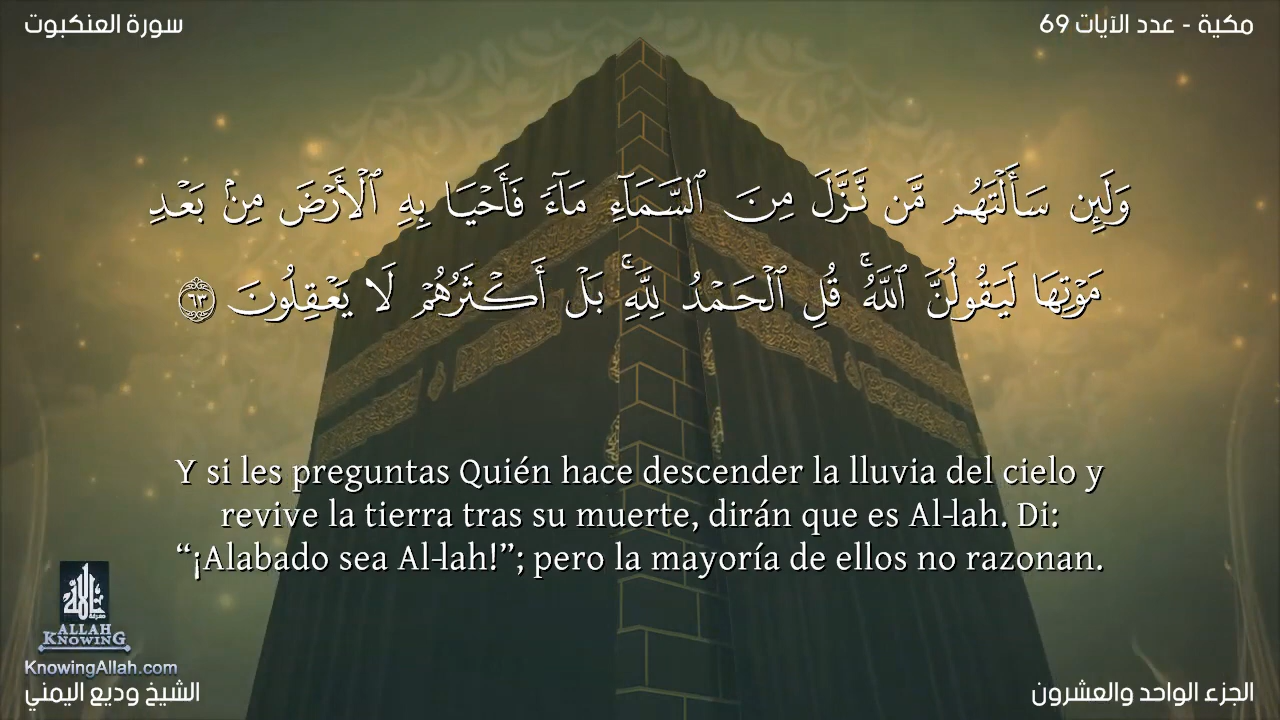 سورة العنكبوت
مكية - عدد الآيات 69
وَلَئِن سَأَلْتَهُم مَّن نَّزَّلَ مِنَ ٱلسَّمَآءِ مَآءً فَأَحْيَا بِهِ ٱلْأَرْضَ مِنۢ بَعْدِ
مَوْتِهَا لَيَقُولُنَّ ٱللَّهُ ۚ قُلِ ٱلْحَمْدُ لِلَّهِ ۚ بَلْ أَكْثَرُهُمْ لَا يَعْقِلُونَ ٦٣
Y si les preguntas Quién hace descender la lluvia del cielo y
revive la tierra tras su muerte, dirán que es Al-lah. Di:
“¡Alabado sea Al-lah!”; pero la mayoría de ellos no razonan.
ALLAH
KNOWING
KnowingAllah.com
الشيخ وديع اليمني
الجزء الواحد والعشرون